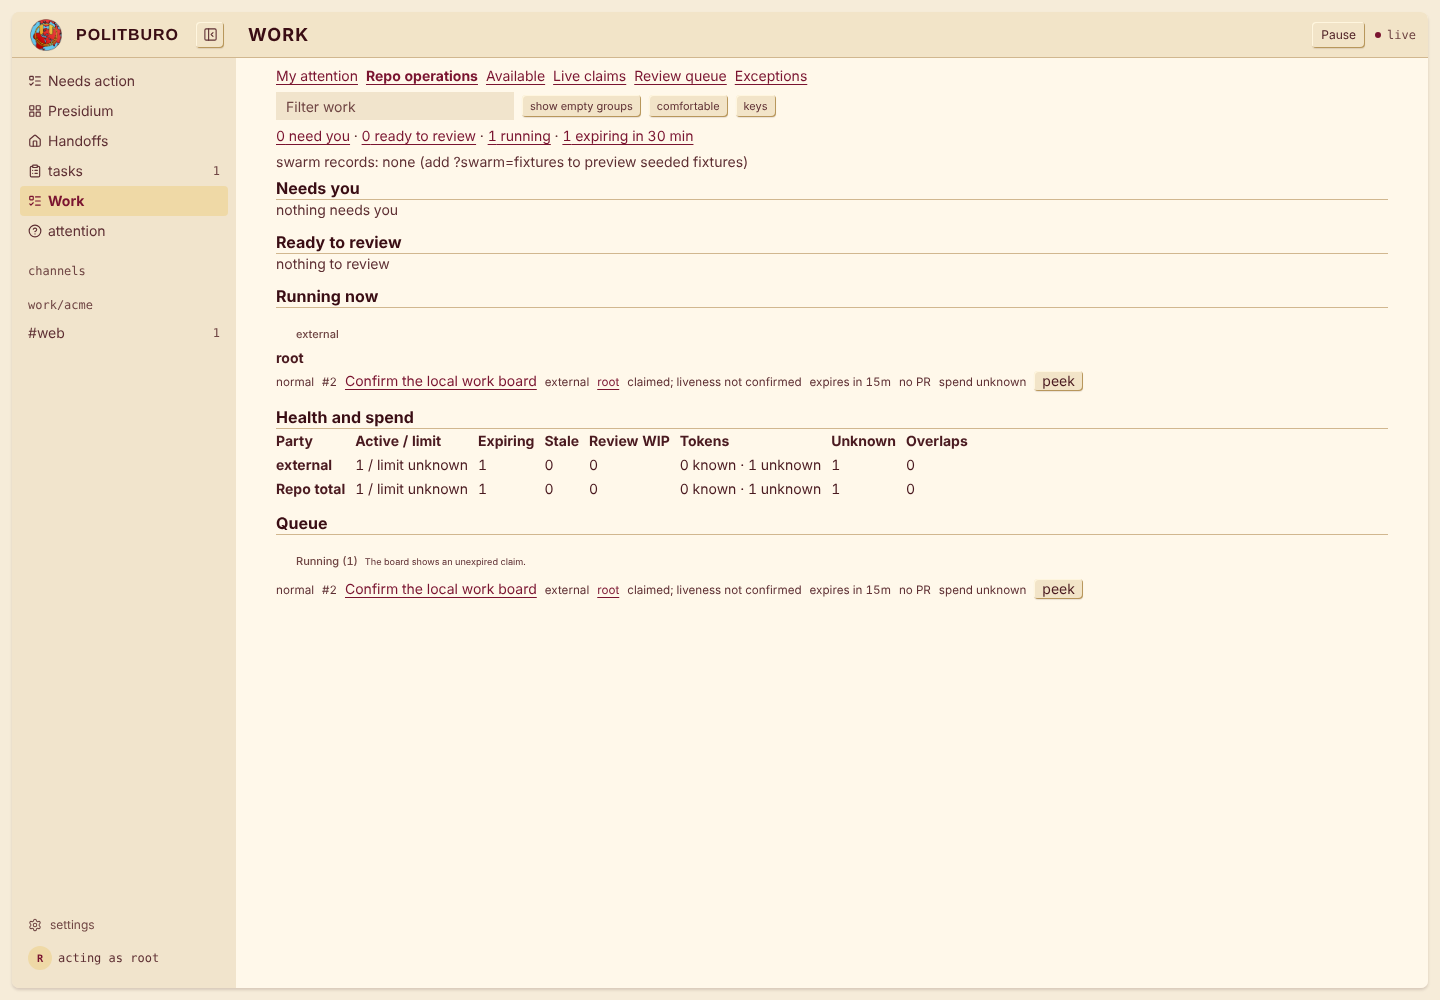 POLITBURO
WORK
Pause
live
Needs action
Presidium
Handoffs
tasks 1
Work
attention
channels
work/acme
#web 1
settings
R acting as root
My attention Repo operations Available Live claims Review queue Exceptions
Filter work show empty groups comfortable keys
0 need you · 0 ready to review · 1 running · 1 expiring in 30 min
swarm records: none (add ?swarm=fixtures to preview seeded fixtures)
Needs you
nothing needs you
Ready to review
nothing to review
Running now
external
root
normal #2 Confirm the local work board external root claimed; liveness not confirmed expires in 15m no PR spend unknown peek
Health and spend
Party Active / limit Expiring Stale Review WIP Tokens Unknown Overlaps
external 1 / limit unknown 1 0 0 0 known · 1 unknown 1 0
Repo total 1 / limit unknown 1 0 0 0 known · 1 unknown 1 0
Queue
Running (1) The board shows an unexpired claim.
normal #2 Confirm the local work board external root claimed; liveness not confirmed expires in 15m no PR spend unknown peek